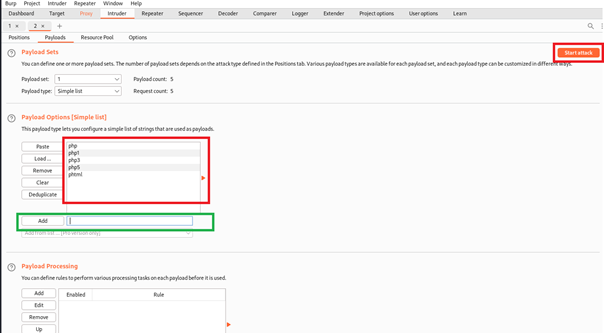 Burp Project Intruder Repeater Window Help
Dashboard Target Proxy Intruder Repeater Sequencer Decoder Comparer Logger Extender Project options User options Learn
1 × 2 × +
Positions Payloads Resource Pool Options
Payload Sets Start attack
You can define one or more payload sets. The number of payload sets depends on the attack type defined in the Positions tab. Various payload types are available for each payload set, and each payload type can be customized in different ways.
Payload set: 1 Payload count: 5
Payload type: Simple list Request count: 5
Payload Options [Simple list]
This payload type lets you configure a simple list of strings that are used as payloads.
Paste php
php1
Load ... php3
Remove php5
phtml
Clear
Deduplicate
Add
Add from list ... [Pro version only]
Payload Processing
You can define rules to perform various processing tasks on each payload before it is used.
Add Enabled Rule
Edit
Remove
Up